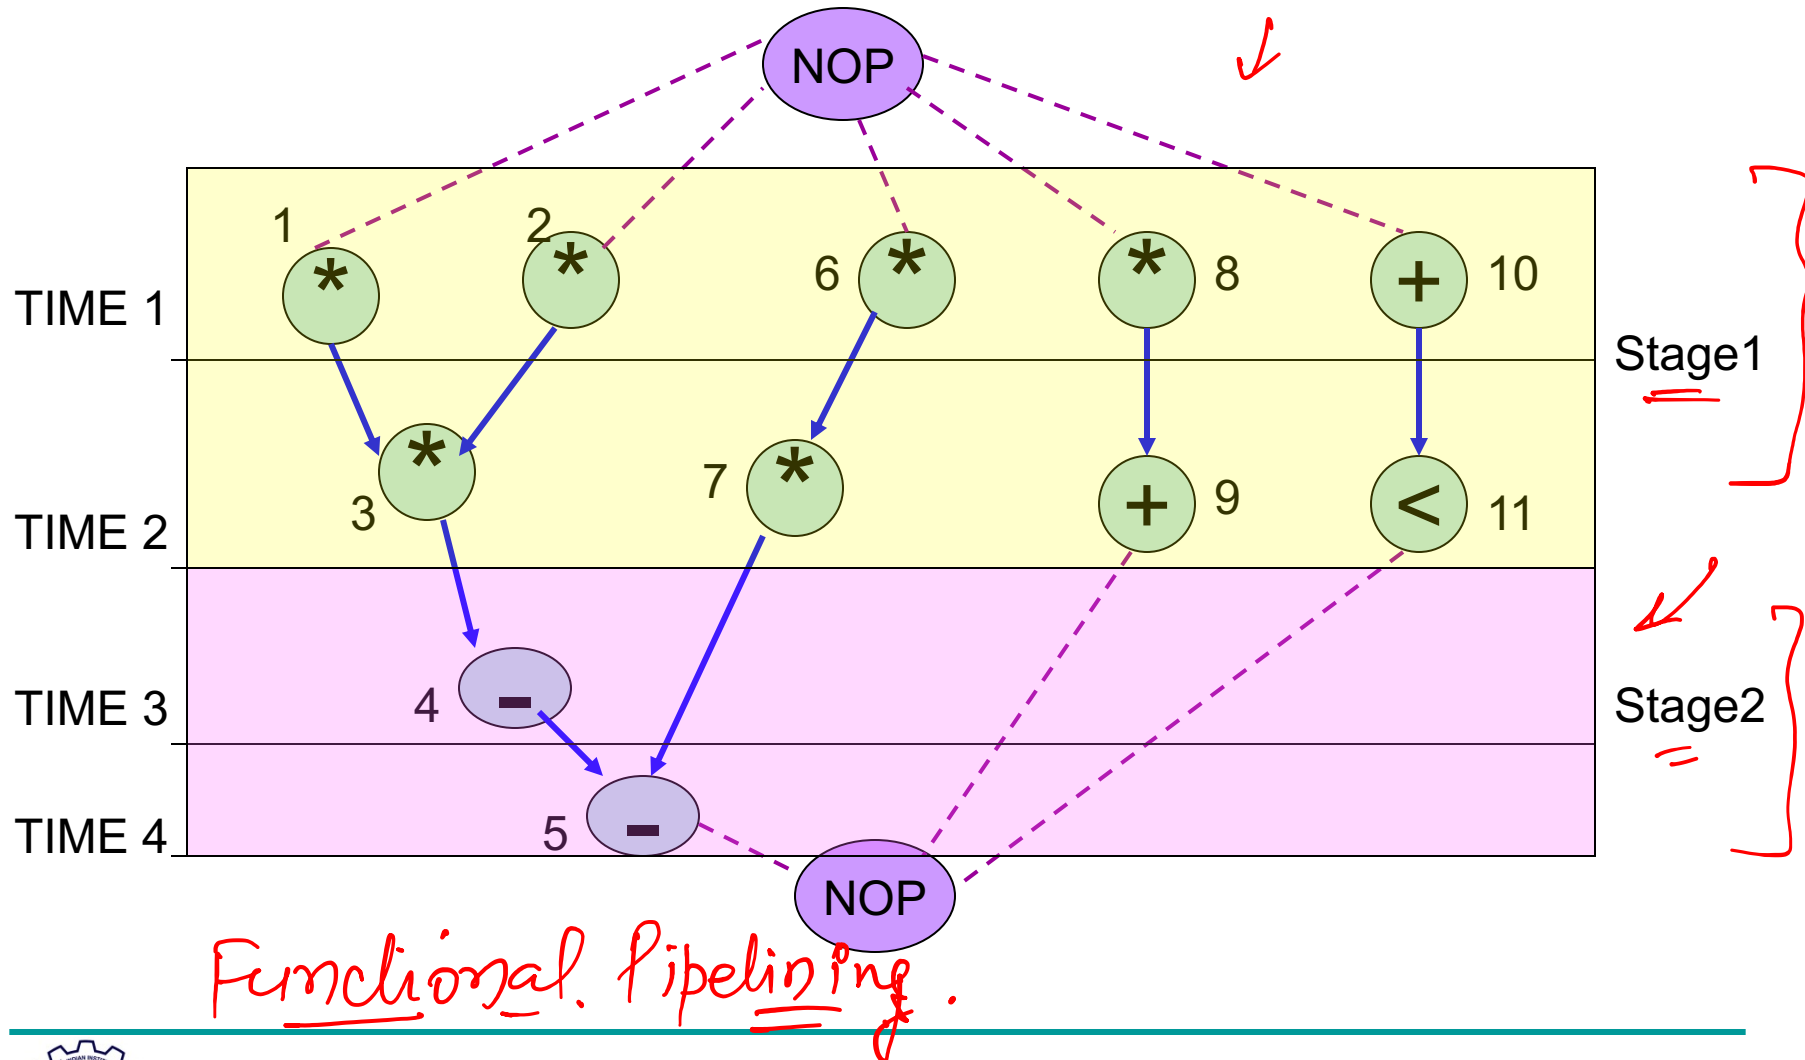 NOP
1 * 2 * 6 * * 8 + 10
TIME 1
Stage1
* 3 7 * + 9 < 11
TIME 2
4 -
TIME 3
Stage2
5 -
TIME 4
NOP
Functional Pipelining.